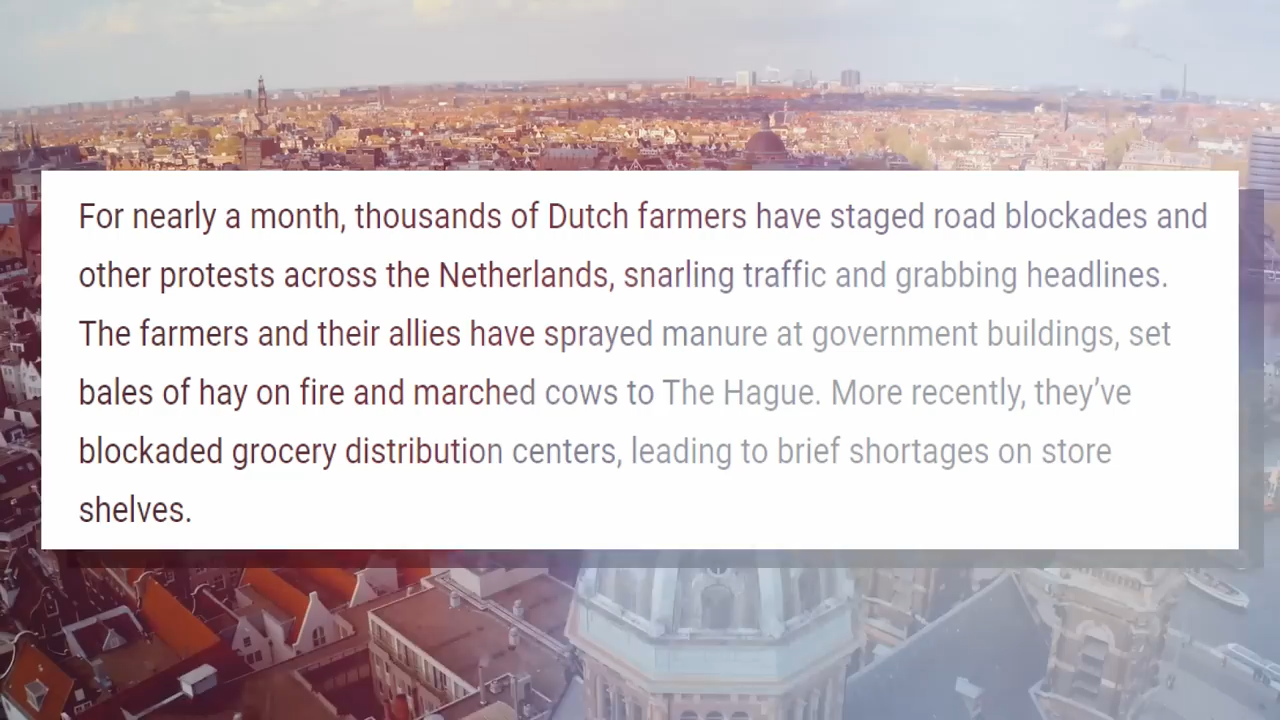 For nearly a month, thousands of Dutch farmers have staged road blockades and
other protests across the Netherlands, snarling traffic and grabbing headlines.
The farmers and their allies have sprayed manure at government buildings, set
bales of hay on fire and marched cows to The Hague. More recently, they’ve
blockaded grocery distribution centers, leading to brief shortages on store
shelves.